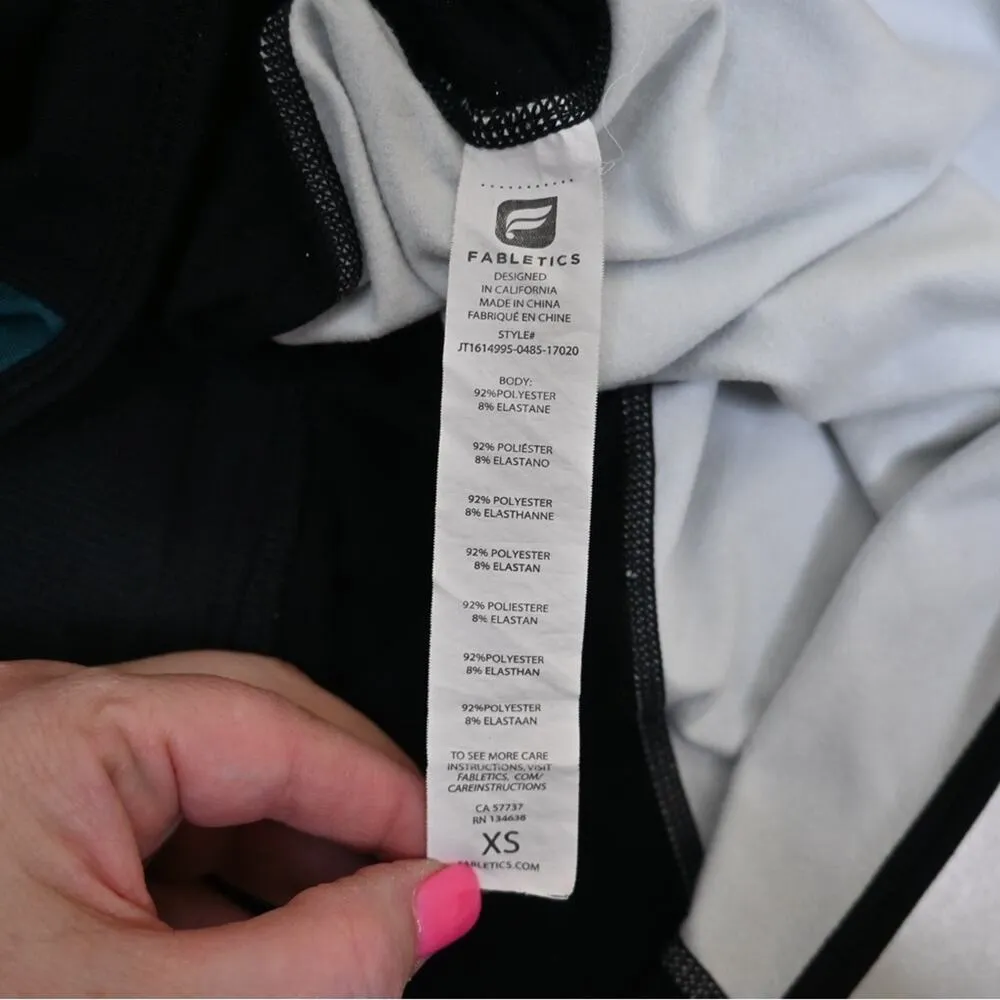 FABLETICS
DESIGNED
IN CALIFORNIA
MADE IN CHINA
FABRIQUÉ EN CHINE
STYLE#
JT1614995-0485-17020
BODY:
92%POLYESTER
8% ELASTANE
92% POLIÉSTER
8% ELASTANO
92% POLYESTER
8% ELASTHANNE
92% POLYESTER
8% ELASTAN
92% POLIESTERE
8% ELASTAN
92%POLYESTER
8% ELASTHAN
92%POLYESTER
8% ELASTAAN
TO SEE MORE CARE
INSTRUCTIONS, VISIT
FABLETICS. COM/
CAREINSTRUCTIONS
CA 57737
RN 134638
XS
FABLETICS.COM